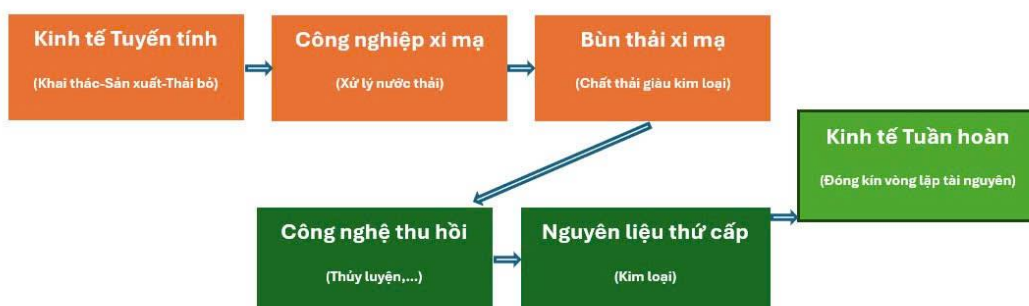 Kinh tế Tuyến tính
(Khai thác-Sản xuất-Thải bỏ)
Công nghiệp xi mạ
(Xử lý nước thải)
Bùn thải xi mạ
(Chất thải giàu kim loại)
Kinh tế Tuần hoàn
(Đóng kín vòng lặp tài nguyên)
Công nghệ thu hồi
(Thủy luyện,...)
Nguyên liệu thứ cấp
(Kim loại)